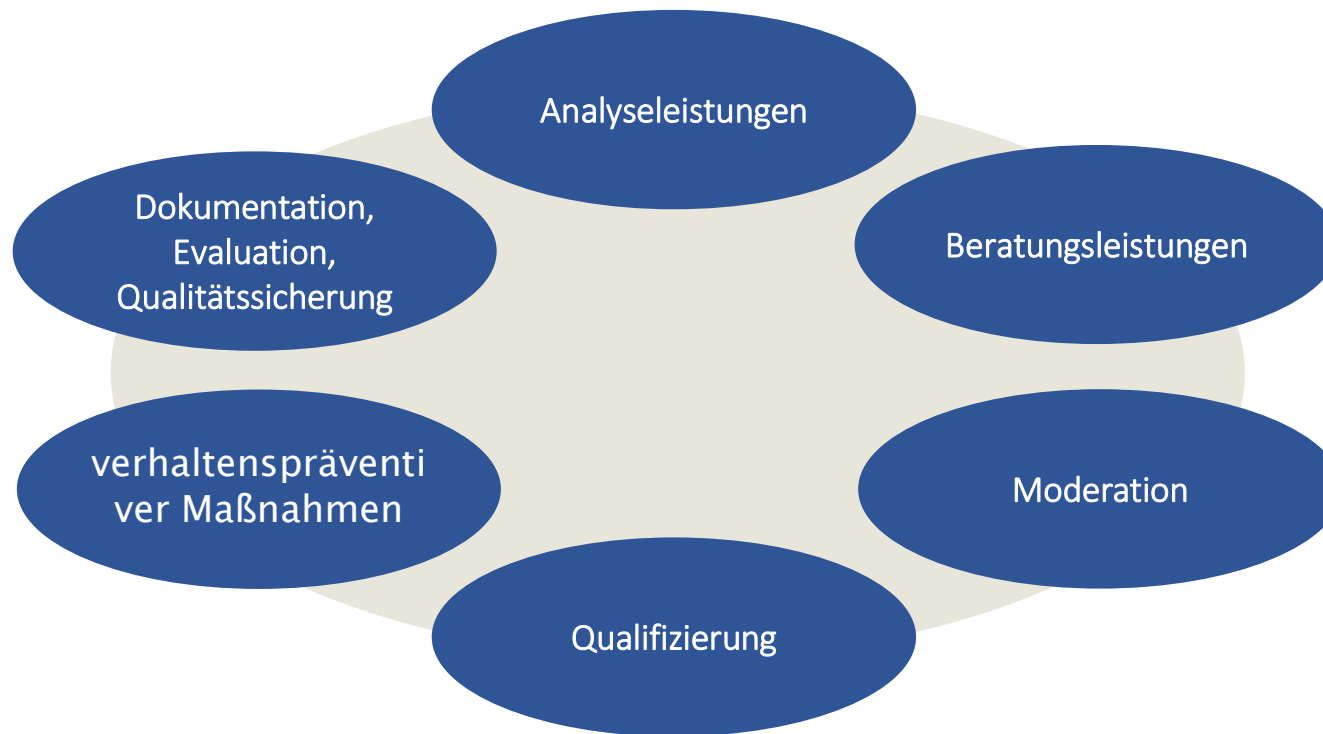 Analyseleistungen
Beratungsleistungen
Moderation
Qualifizierung
verhaltenspräventi
ver Maßnahmen
Dokumentation,
Evaluation,
Qualitätssicherung